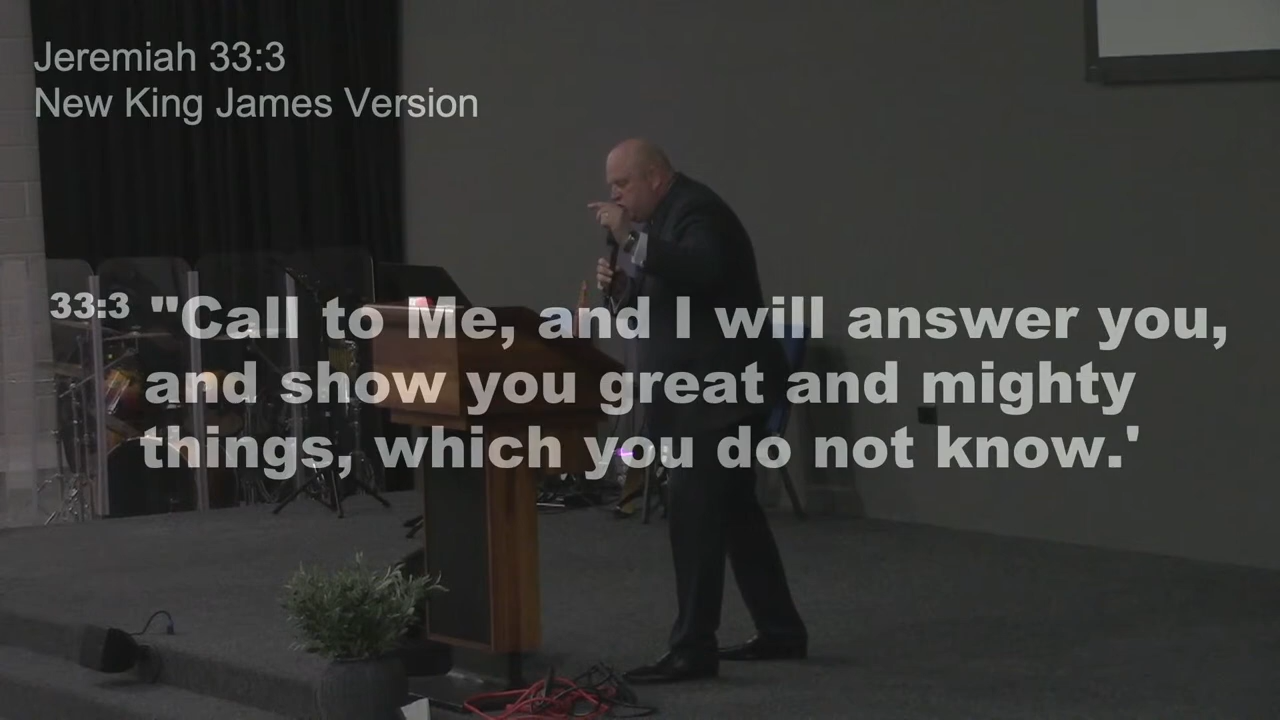 Jeremiah 33:3
New King James Version
33:3 "Call to Me, and I will answer you,
and show you great and mighty
things, which you do not know.'